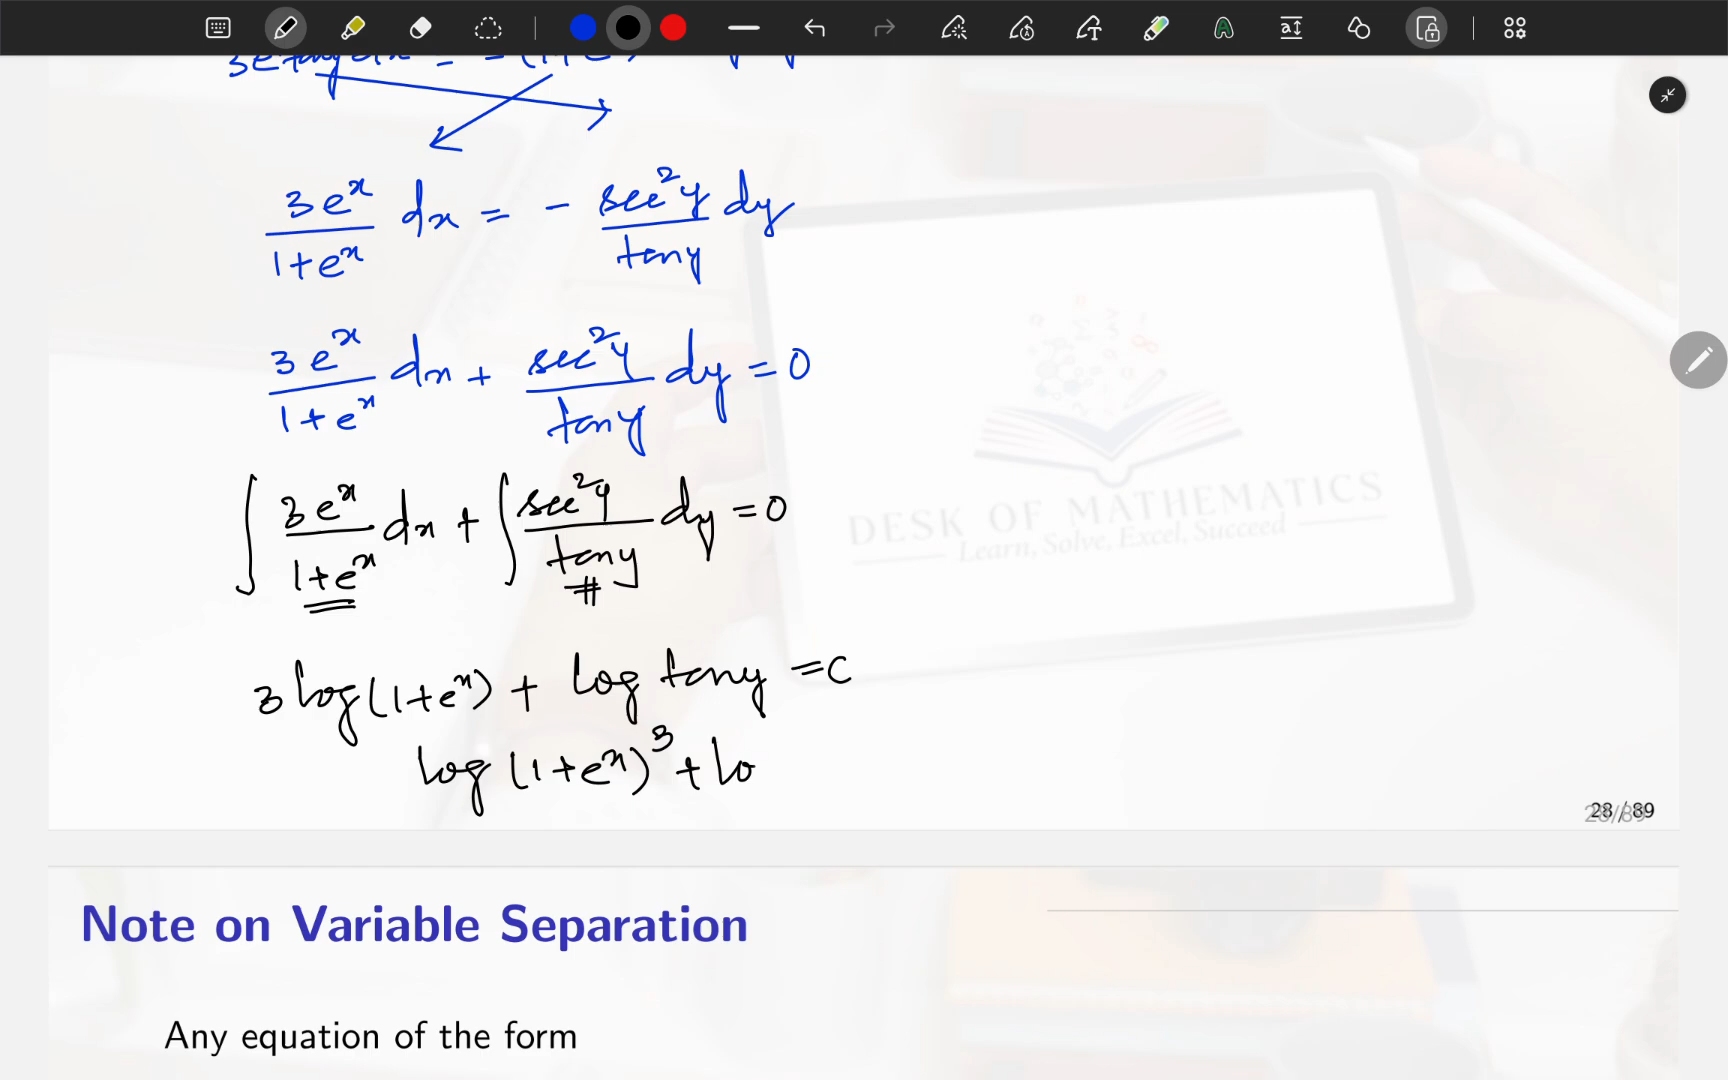 3e^x/(1+e^x) dx = - sec²y/tany dy
3e^x/(1+e^x) dx + sec²y/tany dy = 0
∫ 3e^x/(1+e^x) dx + ∫ sec²y/tany dy = 0
DESK OF MATHEMATICS
Learn, Solve, Excel, Succeed
3 log(1+e^x) + log tany = c
log (1+e^x)³ + lo
28 / 89
Note on Variable Separation
Any equation of the form